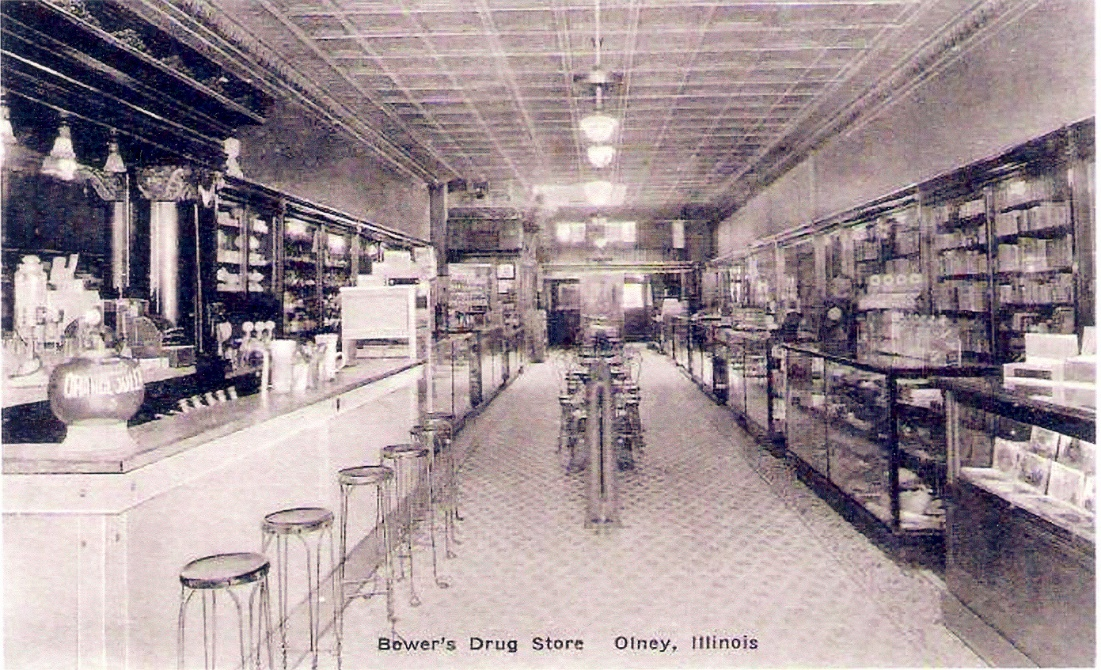 ORANGE JULEP
Bower's Drug Store Olney, Illinois